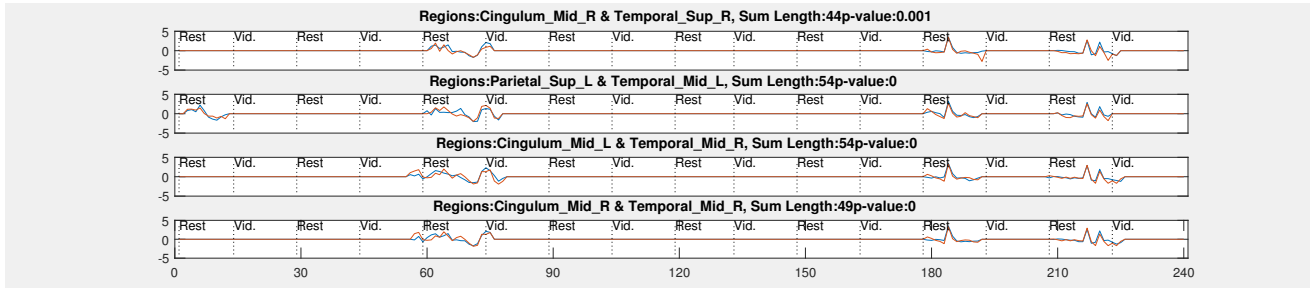 Regions:Cingulum_Mid_R & Temporal_Sup_R, Sum Length:44p-value:0.001
5
0
-5
Rest Vid. Rest Vid. Rest Vid. Rest Vid. Rest Vid. Rest Vid. Rest Vid. Rest Vid.
Regions:Parietal_Sup_L & Temporal_Mid_L, Sum Length:54p-value:0
5
0
-5
Rest Vid. Rest Vid. Rest Vid. Rest Vid. Rest Vid. Rest Vid. Rest Vid. Rest Vid.
Regions:Cingulum_Mid_L & Temporal_Mid_R, Sum Length:54p-value:0
5
0
-5
Rest Vid. Rest Vid. Rest Vid. Rest Vid. Rest Vid. Rest Vid. Rest Vid. Rest Vid.
Regions:Cingulum_Mid_R & Temporal_Mid_R, Sum Length:49p-value:0
5
0
-5
Rest Vid. Rest Vid. Rest Vid. Rest Vid. Rest Vid. Rest Vid. Rest Vid. Rest Vid.
0 30 60 90 120 150 180 210 240